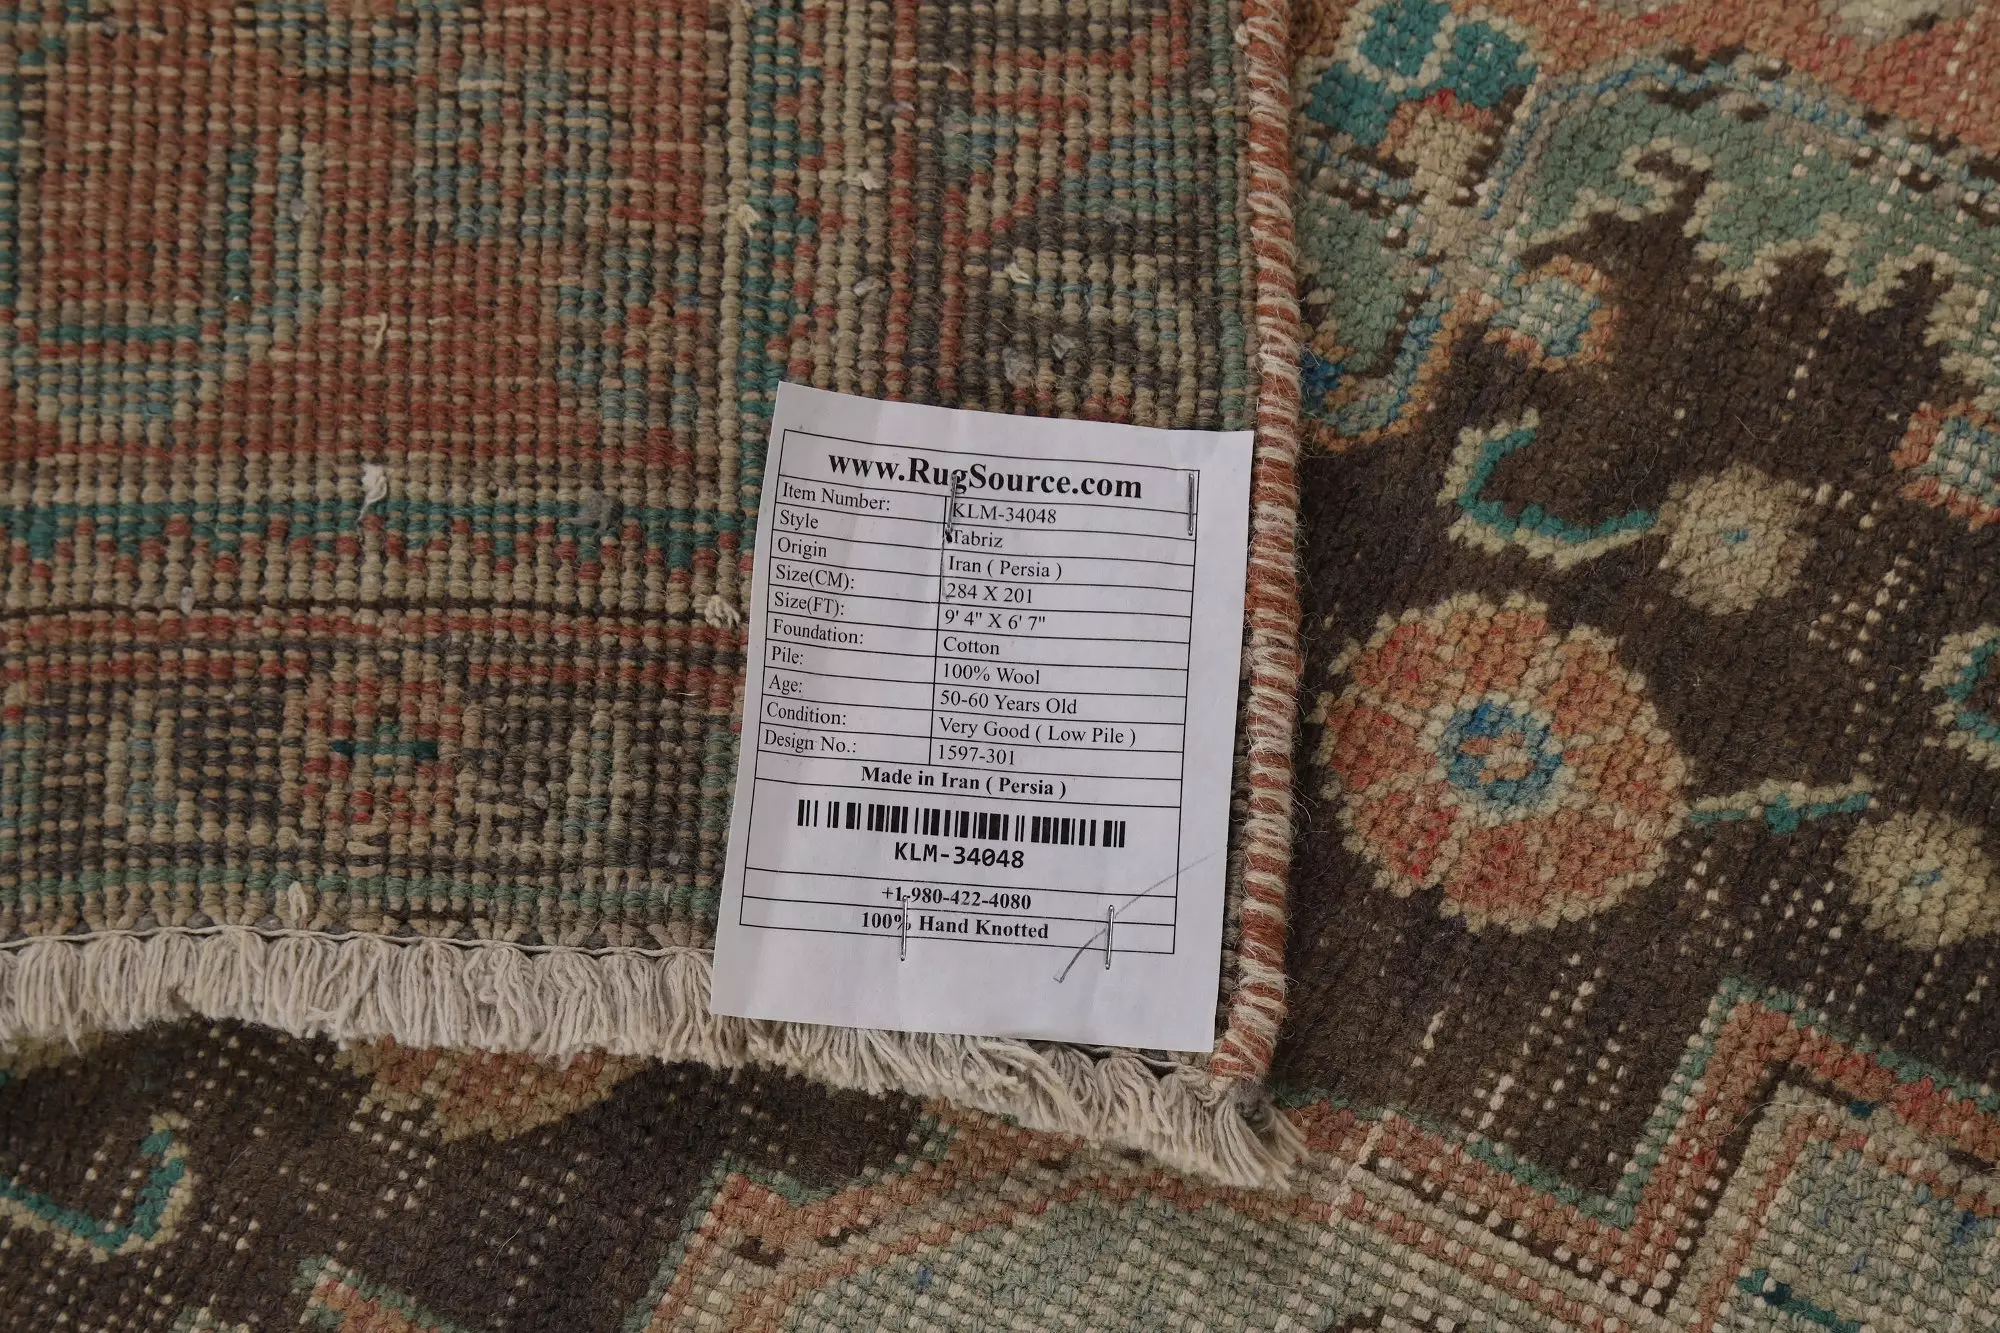 www.RugSource.com
Item Number: KLM-34048
Style Tabriz
Origin Iran ( Persia )
Size(CM): 284 X 201
Size(FT): 9' 4" X 6' 7"
Foundation: Cotton
Pile: 100% Wool
Age: 50-60 Years Old
Condition: Very Good ( Low Pile )
Design No.: 1597-301
Made in Iran ( Persia )
KLM-34048
+1-980-422-4080
100% Hand Knotted